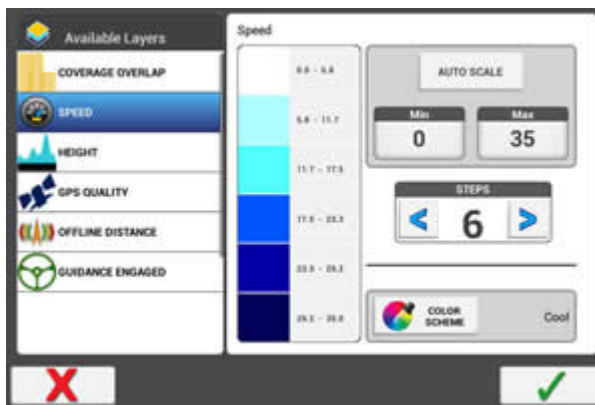 Available Layers
COVERAGE OVERLAP
SPEED
HEIGHT
GPS QUALITY
OFFLINE DISTANCE
GUIDANCE ENGAGED
Speed
0.0 - 5.8
5.8 - 11.7
11.7 - 17.5
17.5 - 23.3
23.3 - 29.2
29.2 - 35.0
AUTO SCALE
Min
Max
0
35
STEPS
6
COLOR
SCHEME
Cool